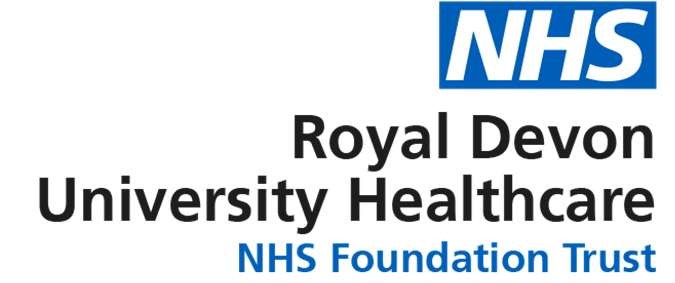 NHS
Royal Devon
University Healthcare
NHS Foundation Trust